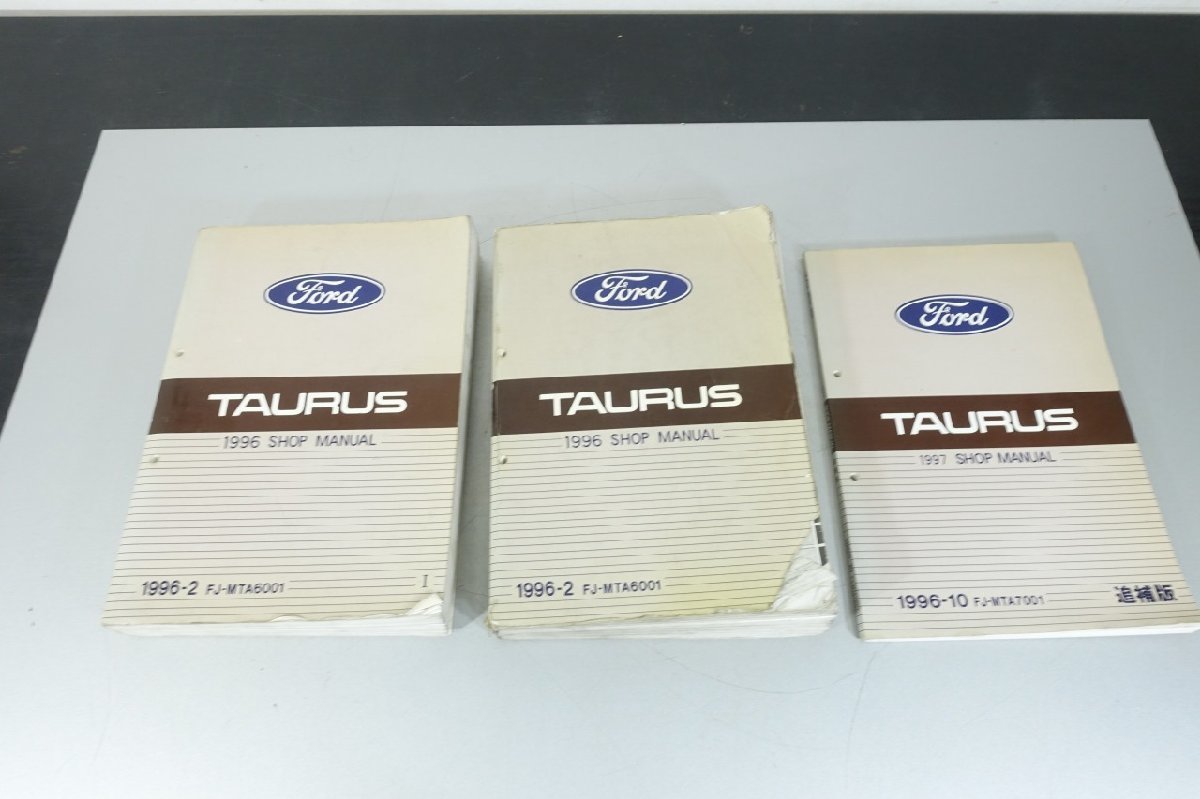 Ford
TAURUS
1996 SHOP MANUAL
1996-2 FJ-MTA6001 I
Ford
TAURUS
1996 SHOP MANUAL
1996-2 FJ-MTA6001
Ford
TAURUS
1997 SHOP MANUAL
1996-10 FJ-MTA7001 追補版